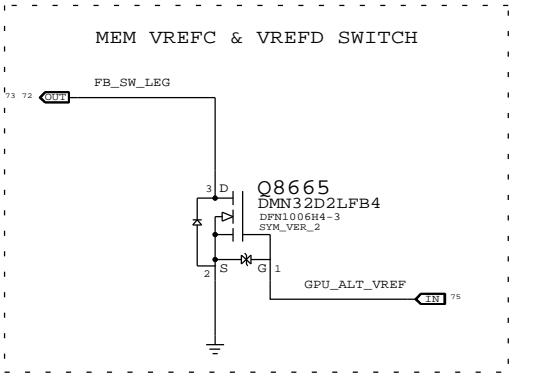 MEM VREFC & VREFD SWITCH
FB_SW_LEG
73 72 OUT
3 D
Q8665
DMN32D2LFB4
DFN1006H4-3
SYM_VER_2
2 S G 1
GPU_ALT_VREF
IN 75